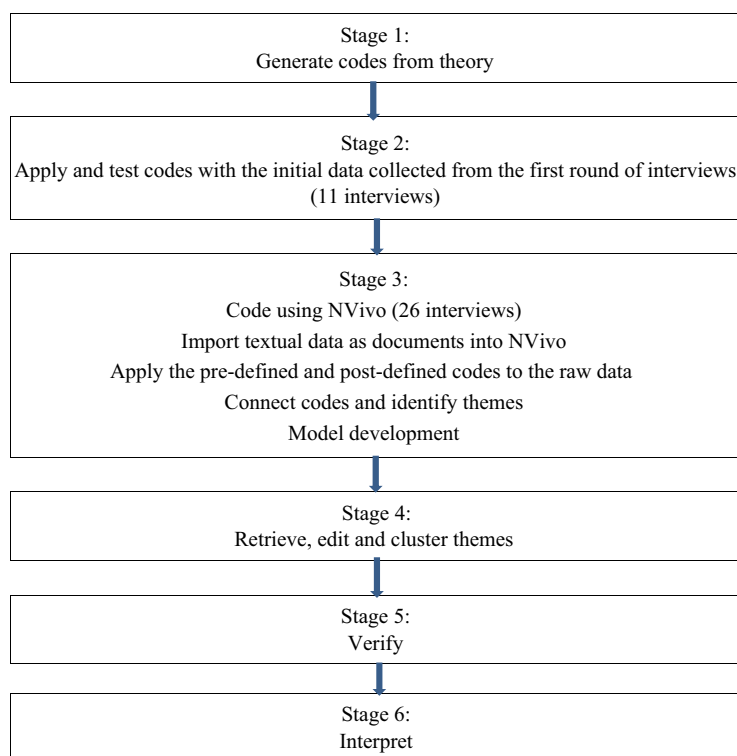 Stage 1:
Generate codes from theory
Stage 2:
Apply and test codes with the initial data collected from the first round of interviews
(11 interviews)
Stage 3:
Code using NVivo (26 interviews)
Import textual data as documents into NVivo
Apply the pre-defined and post-defined codes to the raw data
Connect codes and identify themes
Model development
Stage 4:
Retrieve, edit and cluster themes
Stage 5:
Verify
Stage 6:
Interpret